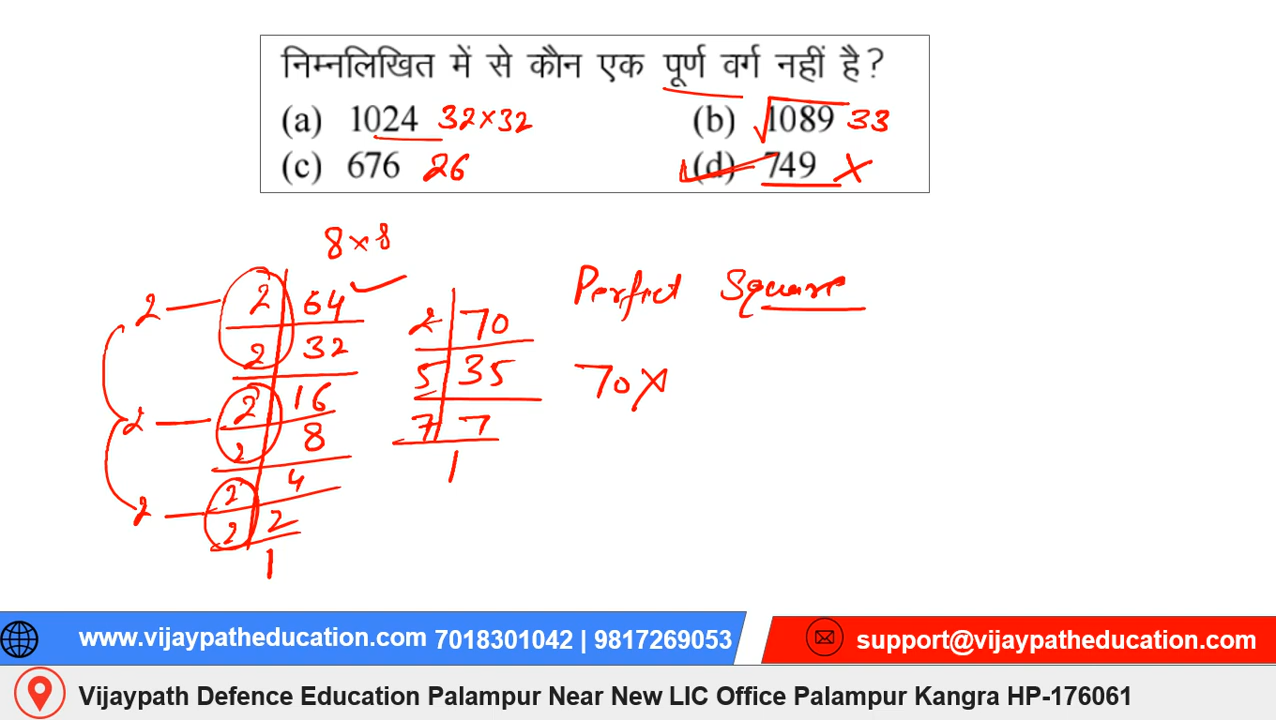 निम्नलिखित में से कौन एक पूर्ण वर्ग नहीं है?
(a) 1024 32×32 (b) √1089 33
(c) 676 26 (d) 749 ×
8×8
Perfect Square
2 2 64
2 32
2 2 16
2 8
2 2 4
2 2
1
2 70
5 35
7 7
1
70 ×
www.vijaypatheducation.com 7018301042 | 9817269053 support@vijaypatheducation.com
Vijaypath Defence Education Palampur Near New LIC Office Palampur Kangra HP-176061